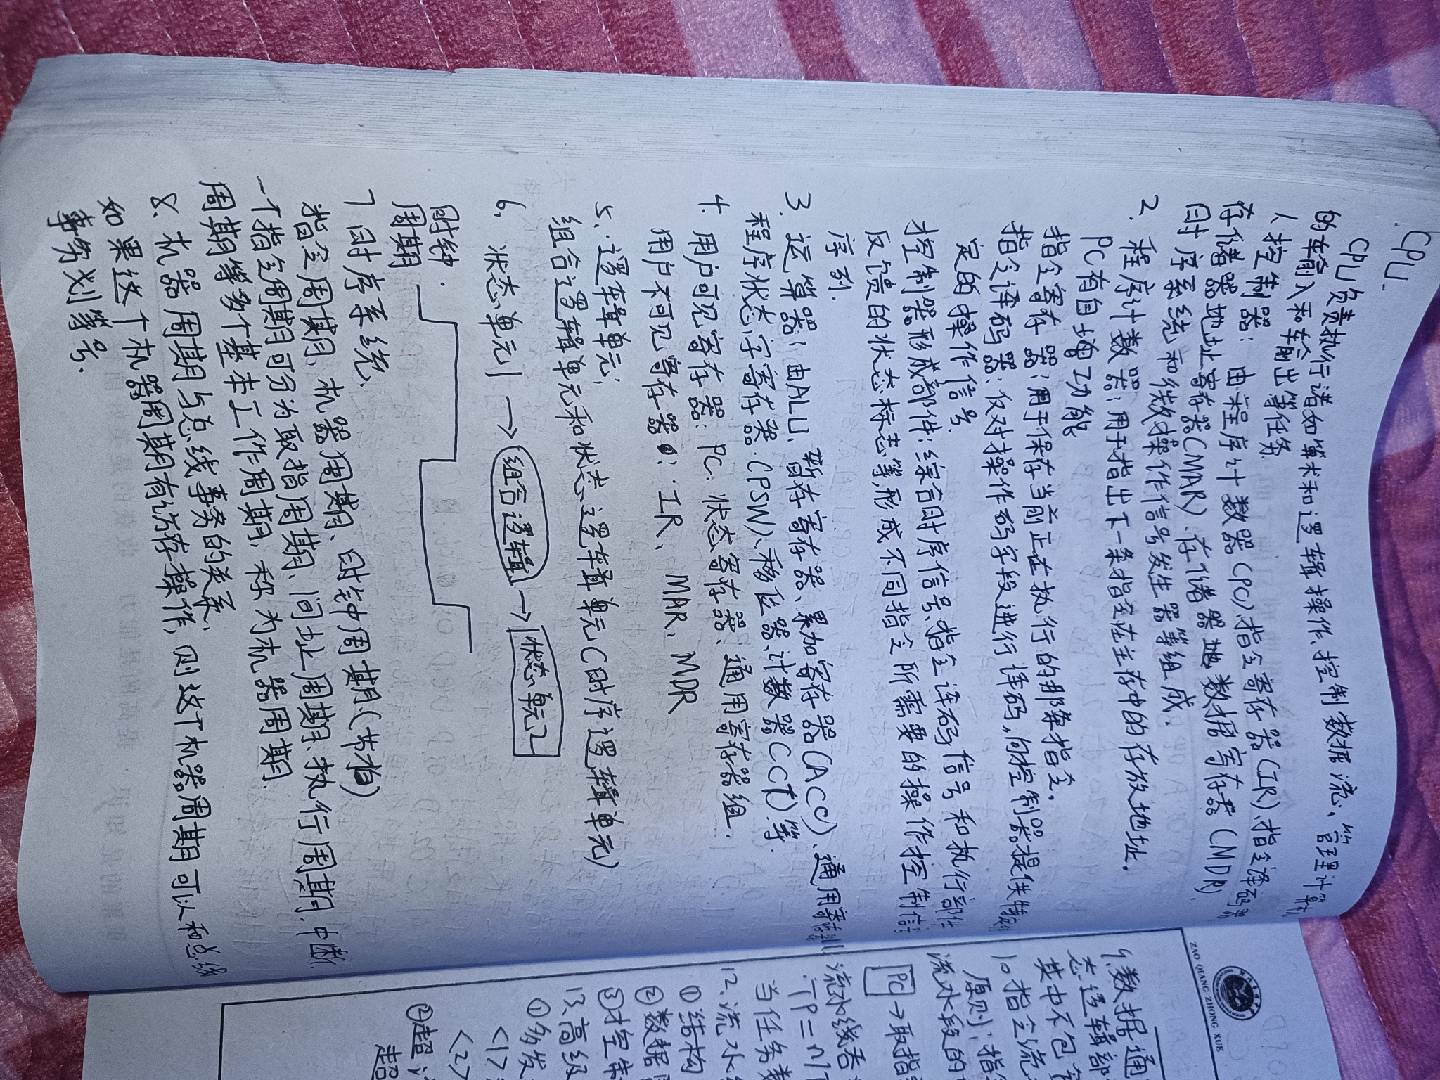 CPU
CPU负责执行诸如算术和逻辑操作、控制数据流、管理计算机
的输入和输出等任务.
1、控制器: 由程序计数器(PC)、指令寄存器(IR)、指令译码器
存储器地址寄存器(MAR)、存储器数据寄存器(MDR)、
时序系统和微操作信号发生器等组成.
2. 程序计数器: 用于指出下一条指令在主存中的存放地址.
PC有自增功能
指令寄存器: 用于保存当前正在执行的那条指令.
指令译码器: 仅对操作码字段进行译码,向控制器提供特定
定的操作信号.
控制器形成部件: 综合时序信号、指令译码信号和执行部件
反馈的状态标志等,形成不同指令所需要的操作控制信号
序列.
3. 运算器: 由ALU、暂存寄存器、累加寄存器(ACC)、通用寄存器
程序状态字寄存器(PSW)、移位器、计数器(CT)等.
4. 用户可见寄存器: PC、状态寄存器、通用寄存器组.
用户不可见寄存器: IR、MAR、MDR
5. 逻辑单元:
组合逻辑单元和状态逻辑单元(时序逻辑单元)
6、状态单元1 → 组合逻辑 → 状态单元2
时钟
周期
7 时序系统.
指令周期、机器周期、时钟周期(节拍)
一个指令周期可分为取指周期、间址周期、执行周期、中断
周期等多个基本工作周期, 称为机器周期.
8、机器周期与总线事务的关系.
如果这个机器周期有访存操作, 则这个机器周期可以和总线
事务划等号.
ZAO QIANG ZHONG XUE
9、数据通
态逻辑部
其中不包
10、指令流
原则: 指
流水段的
PC → 取指
流水线吞
TP=n/T
当任务数
12、流水
①结构
②数据
③控制
13、高级
①多发
<1>
<2>
②超
超